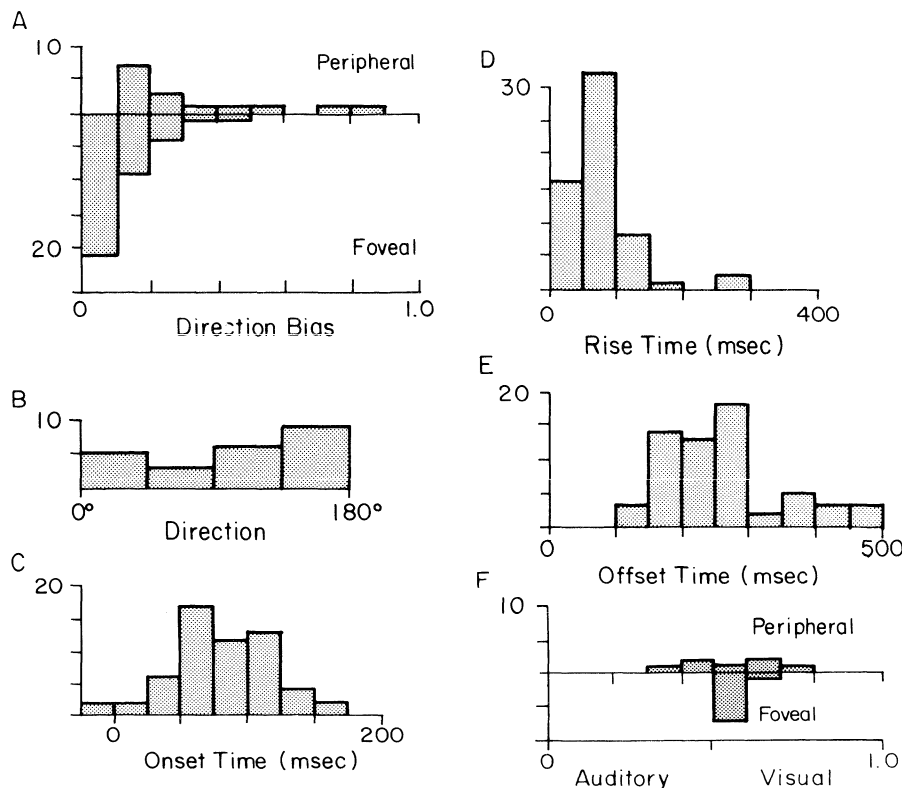 A
10
Peripheral
20
Foveal
0
1.0
Direction Bias
B
10
0° 180°
Direction
C
20
0 200
Onset Time (msec)
D
30
0 400
Rise Time (msec)
E
20
0 500
Offset Time (msec)
F
10
Peripheral
Foveal
0 1.0
Auditory Visual